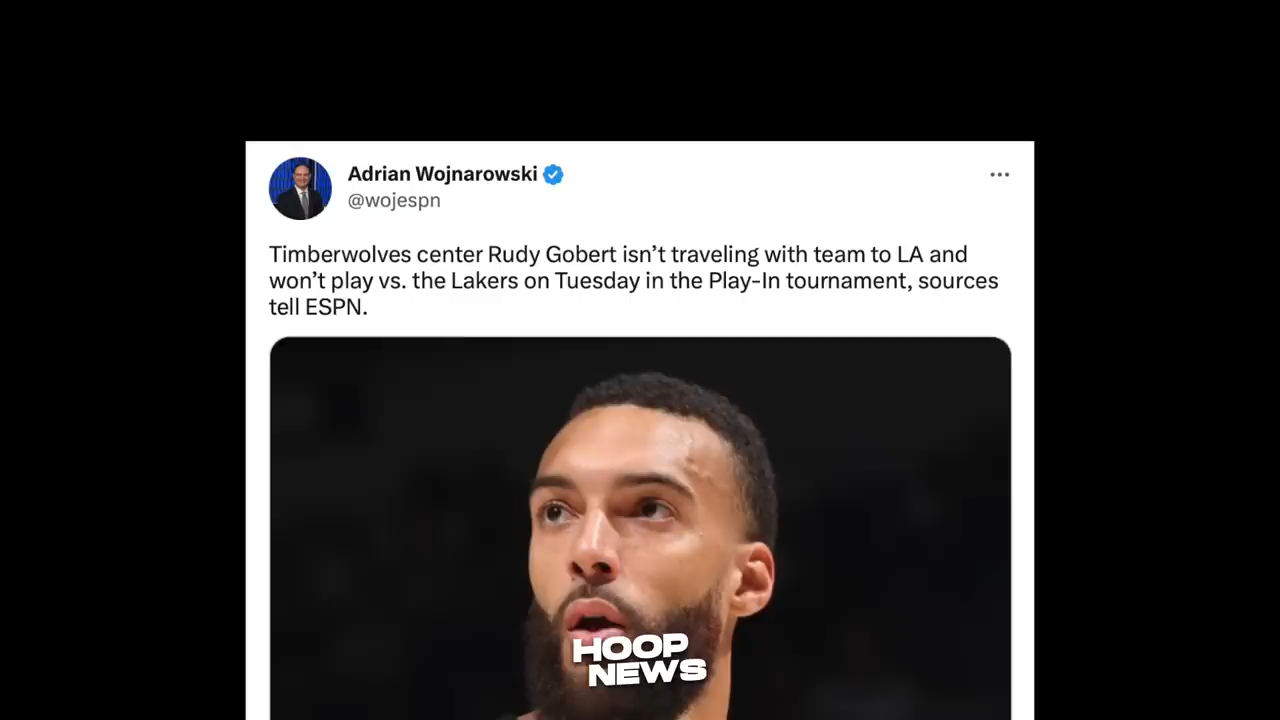 Adrian Wojnarowski
@wojespn
Timberwolves center Rudy Gobert isn’t traveling with team to LA and
won’t play vs. the Lakers on Tuesday in the Play-In tournament, sources
tell ESPN.
HOOP
NEWS